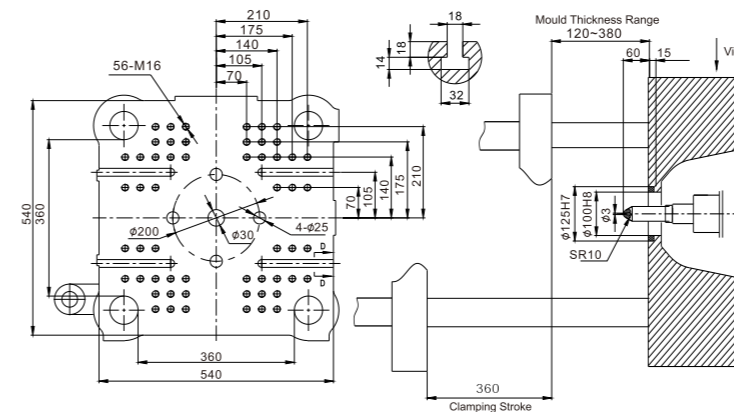 210
175
140
105
70
56-M16
540
360
70
105
140
175
210
ϕ200
ϕ30
4-ϕ25
D
D
360
540
18
18
14
32
Mould Thickness Range
120~380
60
15
Vi
ϕ125H7
ϕ100H8
ϕ3
SR10
360
Clamping Stroke